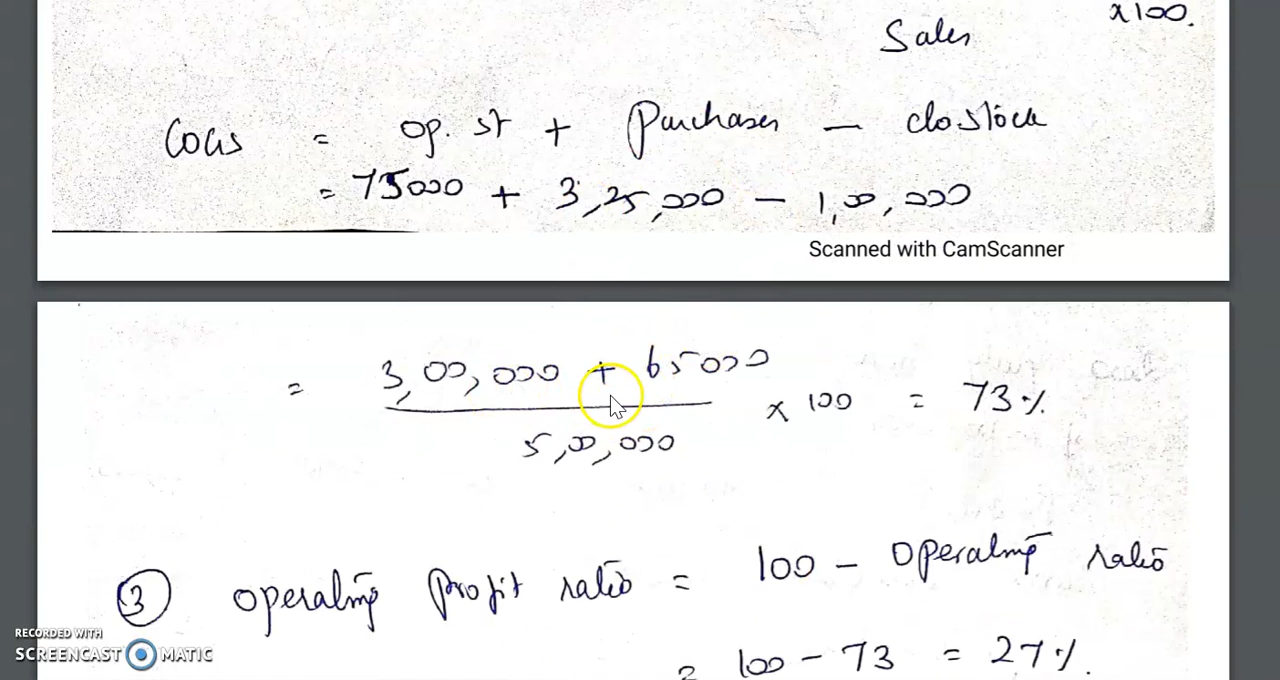 x100.
Sales
COGS = op. st + Purchases - clo stock
= 75000 + 3,25,000 - 1,00,000
Scanned with CamScanner
= 3,00,000 + 65000
x 100 = 73%
5,00,000
3 Operating Profit ratio = 100 - Operating ratio
= 100 - 73 = 27%.
RECORDED WITH
SCREENCAST MATIC